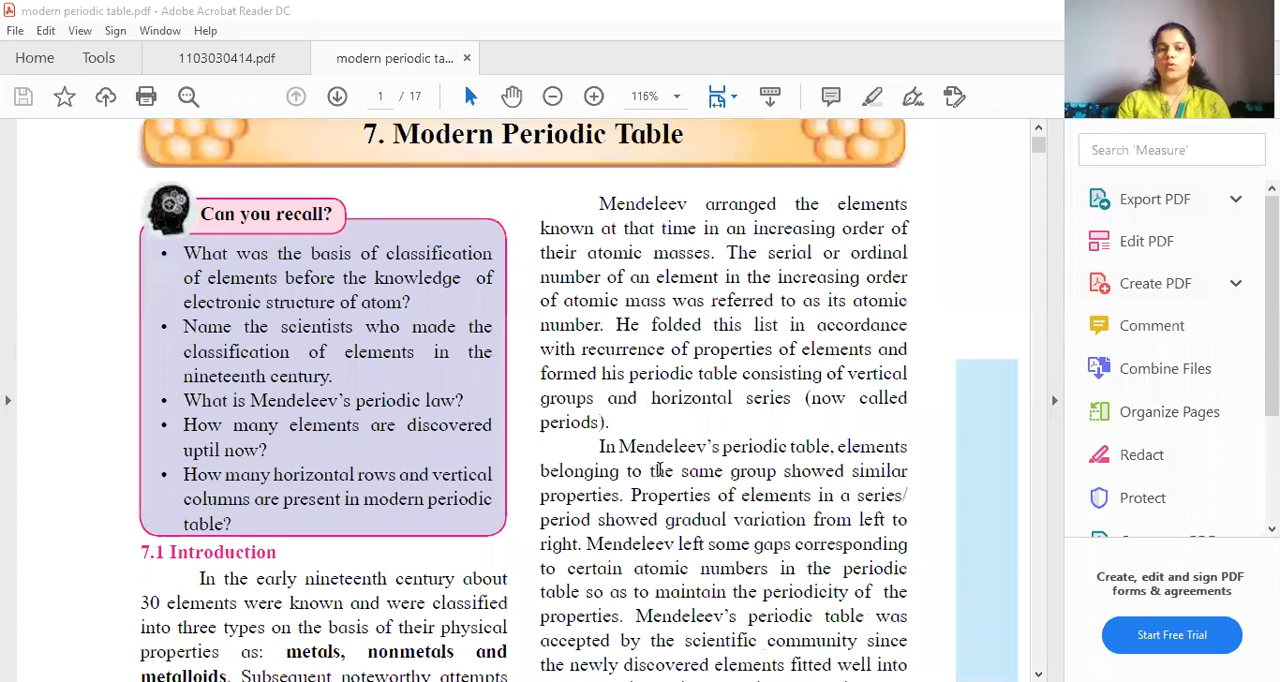 modern periodic table.pdf - Adobe Acrobat Reader DC
File Edit View Sign Window Help
Home Tools 1103030414.pdf modern periodic ta... ×
1 / 17 116%
7. Modern Periodic Table
Can you recall?
• What was the basis of classification
of elements before the knowledge of
electronic structure of atom?
• Name the scientists who made the
classification of elements in the
nineteenth century.
• What is Mendeleev's periodic law?
• How many elements are discovered
uptil now?
• How many horizontal rows and vertical
columns are present in modern periodic
table?
7.1 Introduction
In the early nineteenth century about
30 elements were known and were classified
into three types on the basis of their physical
properties as: metals, nonmetals and
metalloids. Subsequent noteworthy attempts
Mendeleev arranged the elements
known at that time in an increasing order of
their atomic masses. The serial or ordinal
number of an element in the increasing order
of atomic mass was referred to as its atomic
number. He folded this list in accordance
with recurrence of properties of elements and
formed his periodic table consisting of vertical
groups and horizontal series (now called
periods).
In Mendeleev's periodic table, elements
belonging to the same group showed similar
properties. Properties of elements in a series/
period showed gradual variation from left to
right. Mendeleev left some gaps corresponding
to certain atomic numbers in the periodic
table so as to maintain the periodicity of the
properties. Mendeleev's periodic table was
accepted by the scientific community since
the newly discovered elements fitted well into
Search 'Measure'
Export PDF
Edit PDF
Create PDF
Comment
Combine Files
Organize Pages
Redact
Protect
Create, edit and sign PDF
forms & agreements
Start Free Trial